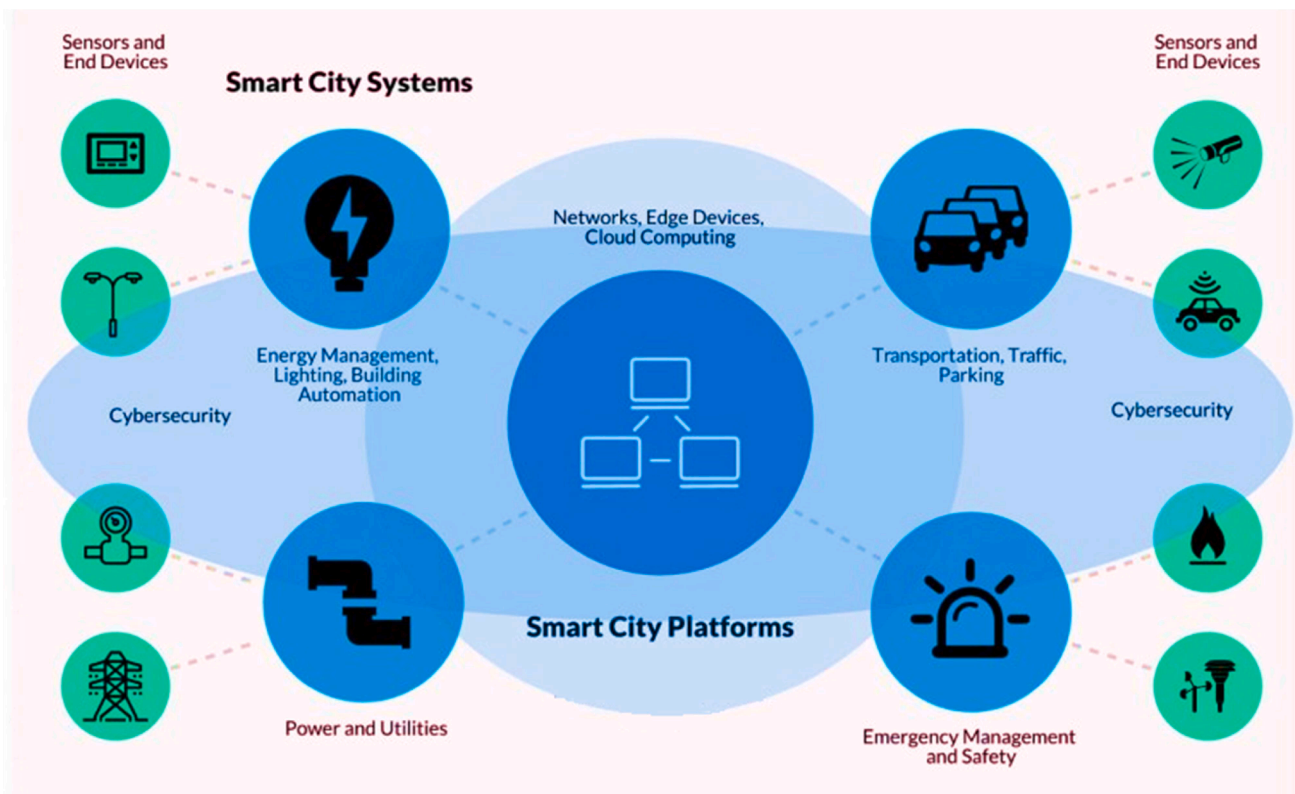 Sensors and
End Devices
Smart City Systems
Sensors and
End Devices
Networks, Edge Devices,
Cloud Computing
Energy Management,
Lighting, Building
Automation
Transportation, Traffic,
Parking
Cybersecurity
Cybersecurity
Smart City Platforms
Power and Utilities
Emergency Management
and Safety